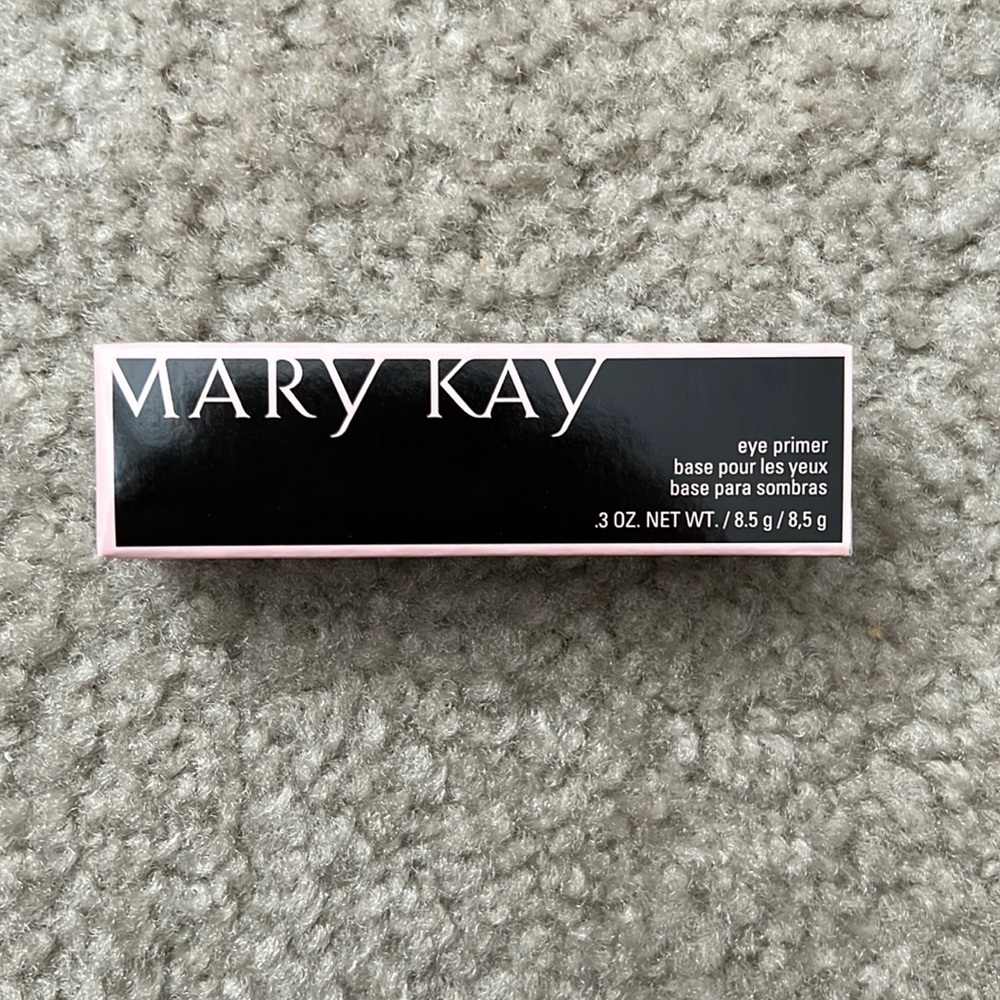 MARY KAY
eye primer
base pour les yeux
base para sombras
.3 OZ. NET WT. / 8.5 g / 8,5 g